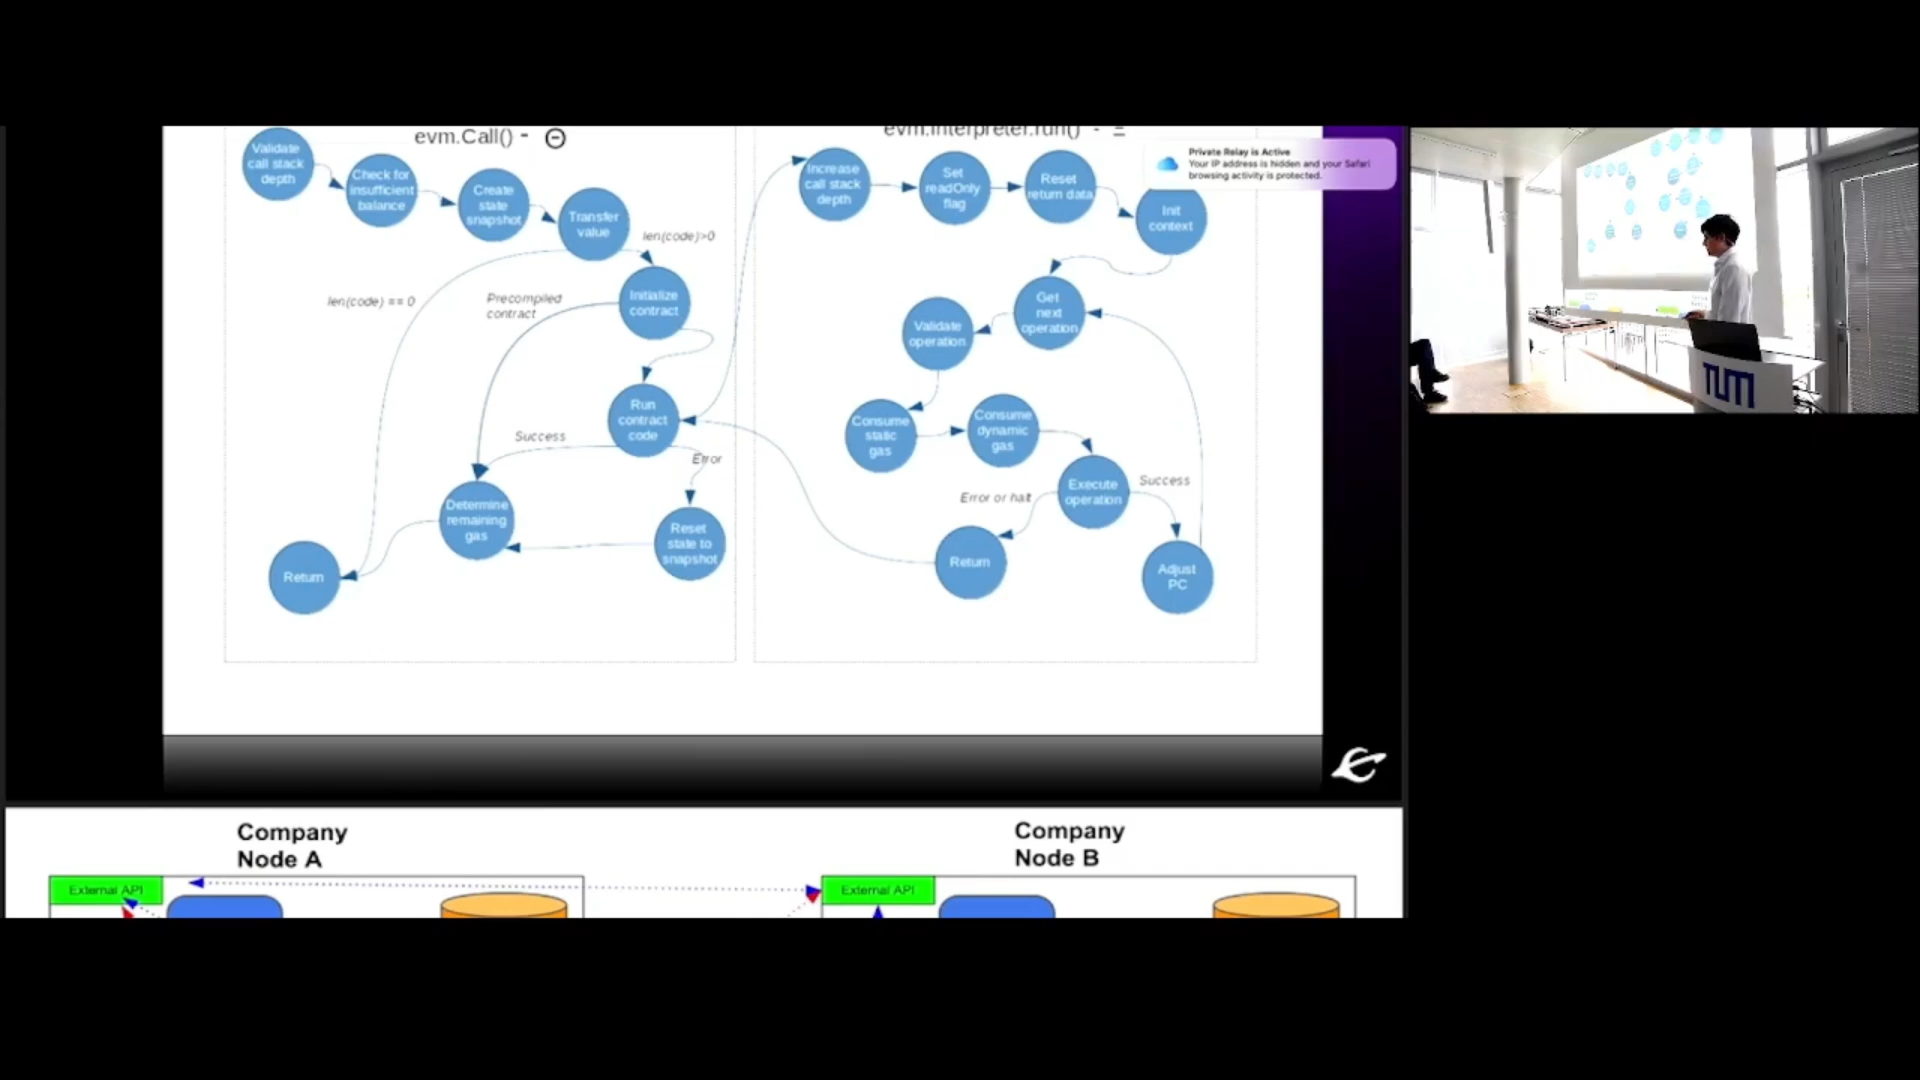 evm.Call() - Θ
evm.interpreter.run() - Ξ
Private Relay is Active
Your IP address is hidden and your Safari
browsing activity is protected.
Validate
call stack
depth
Check for
insufficient
balance
Create
state
snapshot
Transfer
value
len(code)>0
len(code) == 0
Precompiled
contract
Initialize
contract
Run
contract
code
Success
Error
Determine
remaining
gas
Reset
state to
snapshot
Return
Increase
call stack
depth
Set
readOnly
flag
Reset
return data
Init
context
Get
next
operation
Validate
operation
Consume
static
gas
Consume
dynamic
gas
Execute
operation
Success
Error or halt
Return
Adjust
PC
TUM
Company
Node A
External API
Company
Node B
External API